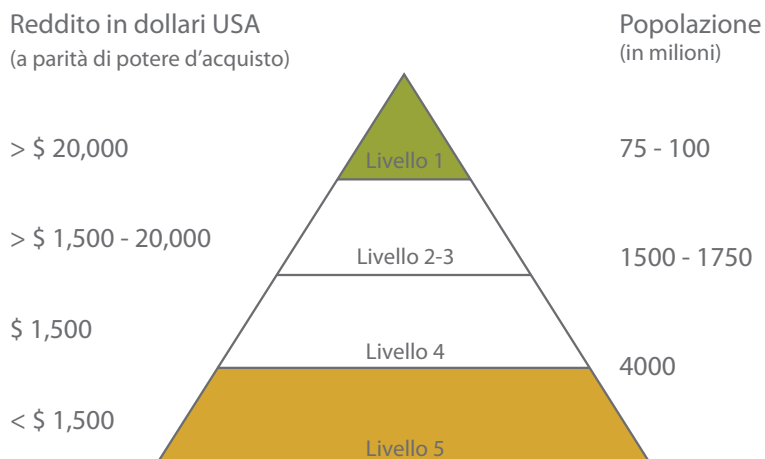 Reddito in dollari USA
(a parità di potere d’acquisto)
Popolazione
(in milioni)
> $ 20,000
Livello 1
75 - 100
> $ 1,500 - 20,000
Livello 2-3
1500 - 1750
$ 1,500
Livello 4
4000
< $ 1,500
Livello 5